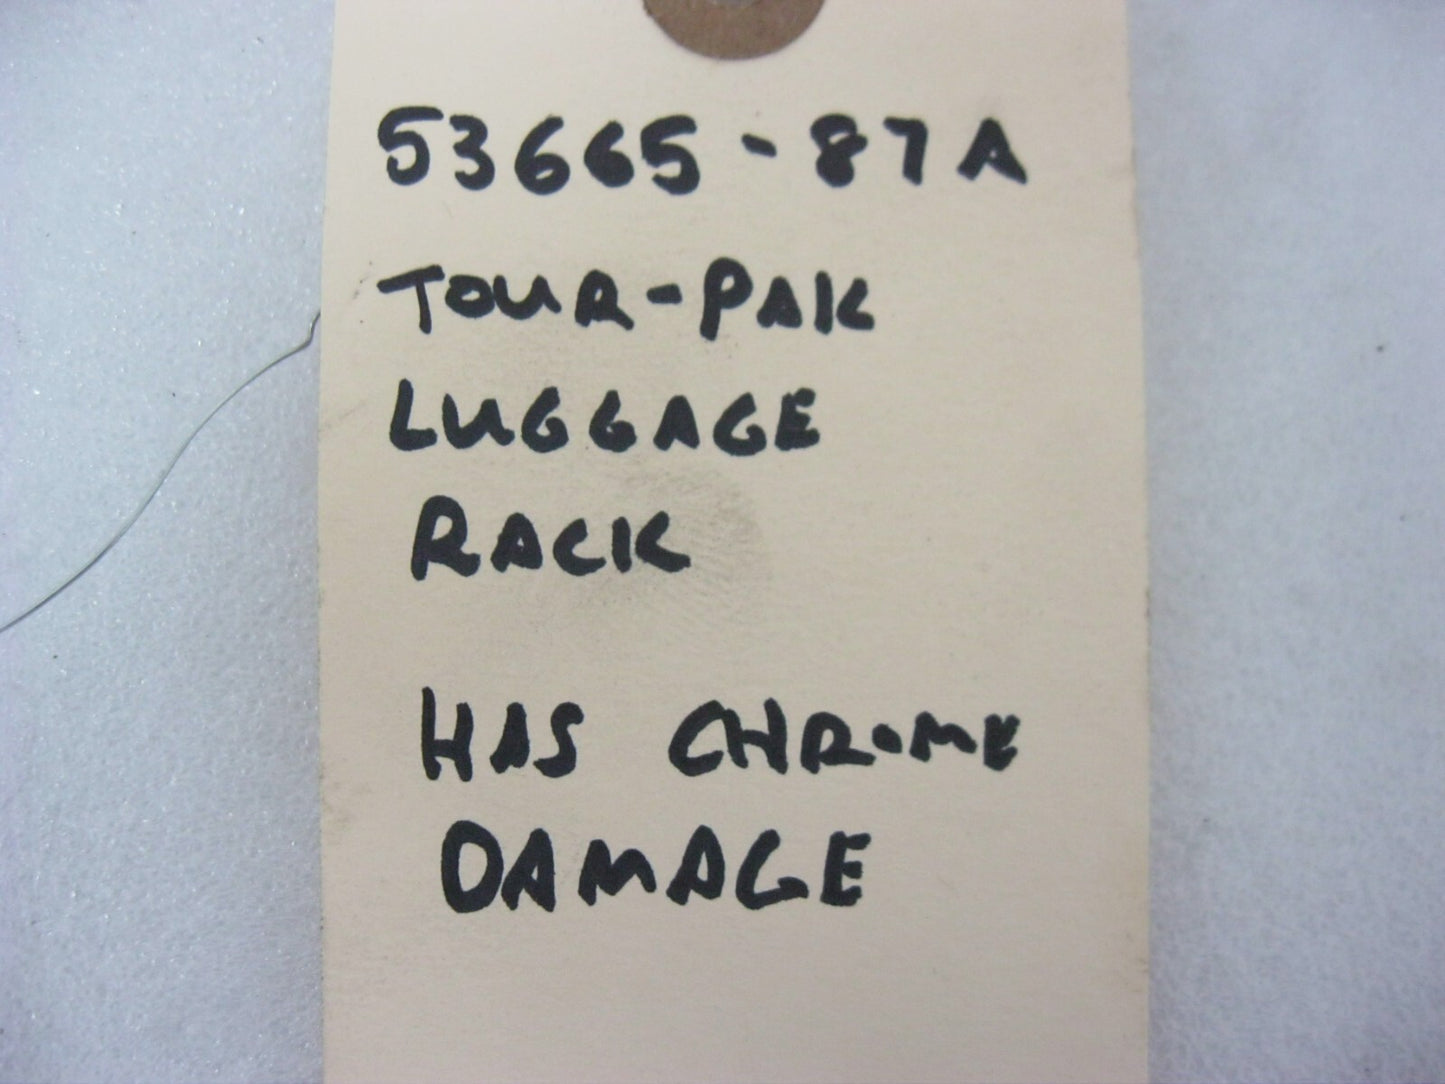 53665-87A
TOUR-PAK
LUGGAGE
RACK
HAS CHROME
DAMAGE